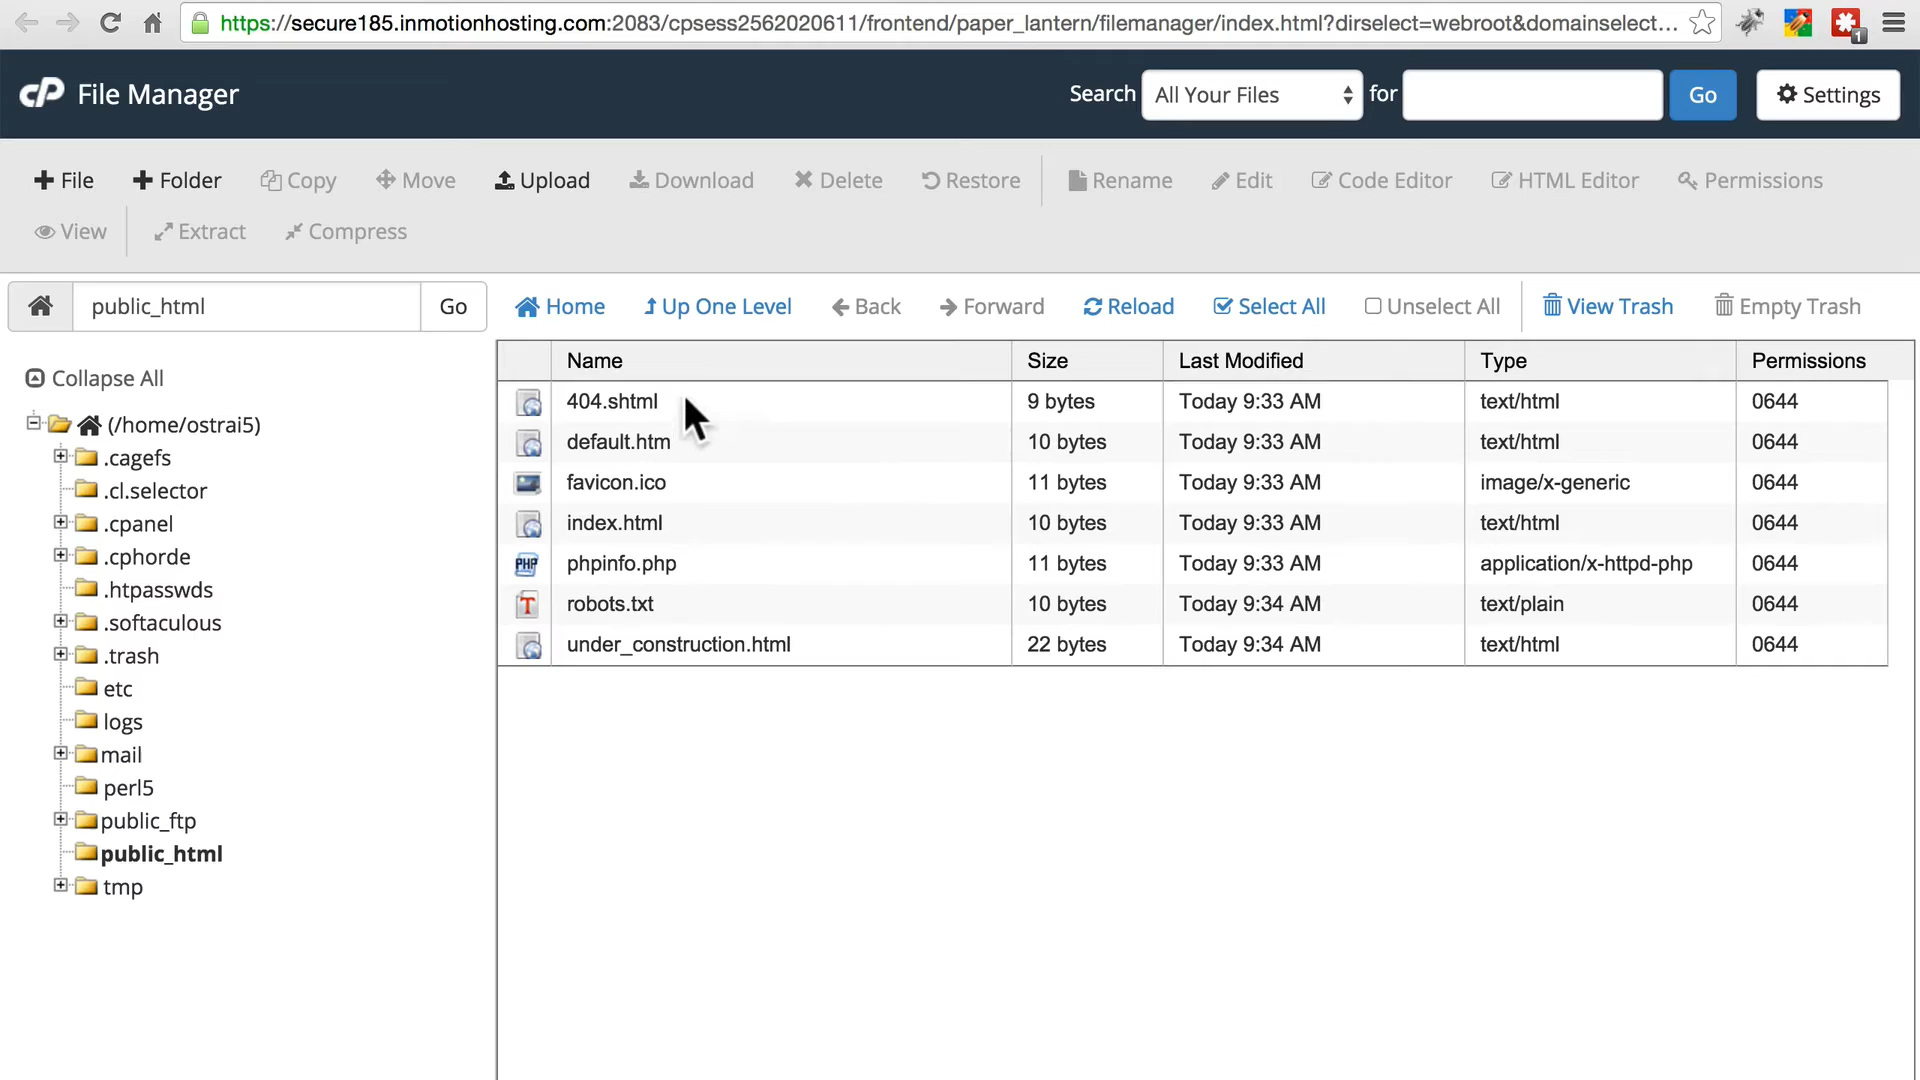 https://secure185.inmotionhosting.com:2083/cpsess2562020611/frontend/paper_lantern/filemanager/index.html?dirselect=webroot&domainselect...
1
cP File Manager
Search All Your Files for Go Settings
File Folder Copy Move Upload Download Delete Restore Rename Edit Code Editor HTML Editor Permissions
View Extract Compress
public_html Go Home Up One Level Back Forward Reload Select All Unselect All View Trash Empty Trash
Collapse All
(/home/ostrai5)
.cagefs
.cl.selector
.cpanel
.cphorde
.htpasswds
.softaculous
.trash
etc
logs
mail
perl5
public_ftp
public_html
tmp
Name Size Last Modified Type Permissions
404.shtml 9 bytes Today 9:33 AM text/html 0644
default.htm 10 bytes Today 9:33 AM text/html 0644
favicon.ico 11 bytes Today 9:33 AM image/x-generic 0644
index.html 10 bytes Today 9:33 AM text/html 0644
PHP phpinfo.php 11 bytes Today 9:33 AM application/x-httpd-php 0644
T robots.txt 10 bytes Today 9:34 AM text/plain 0644
under_construction.html 22 bytes Today 9:34 AM text/html 0644